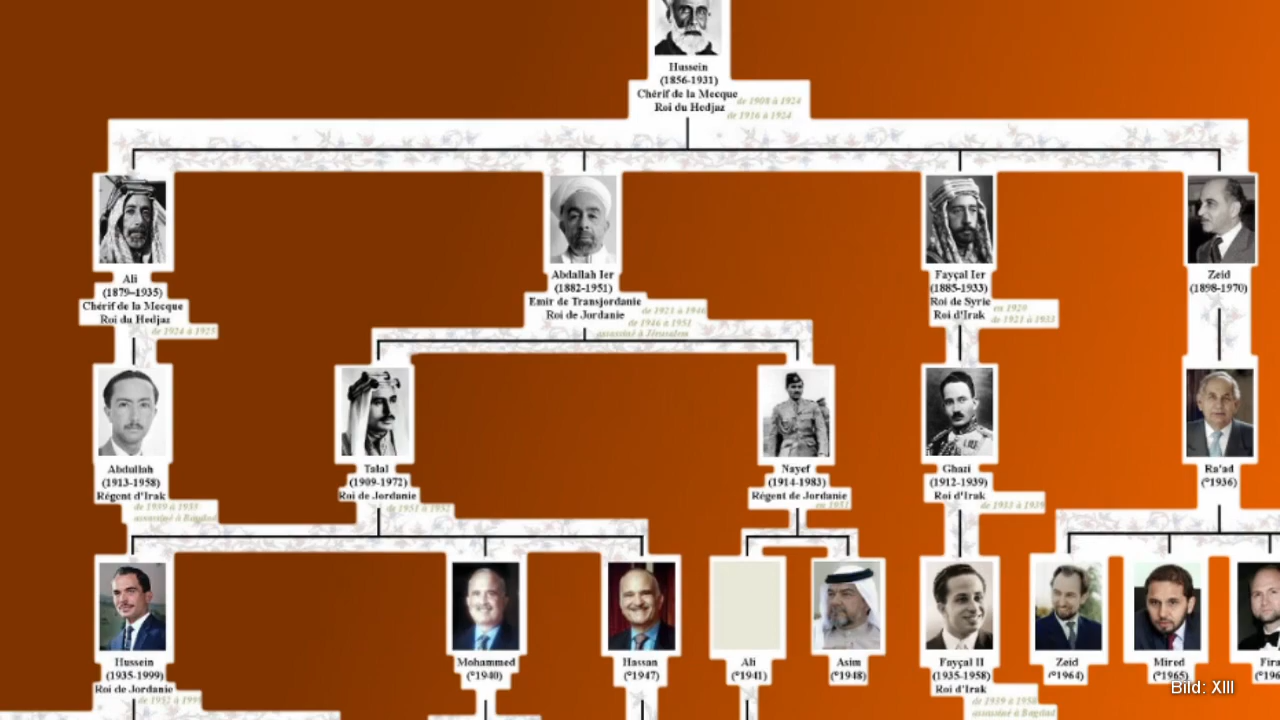 Hussein
(1856-1931)
Chérif de la Mecque
Roi du Hedjaz
de 1908 à 1924
de 1916 à 1924
Ali
(1879-1935)
Chérif de la Mecque
Roi du Hedjaz
de 1924 à 1925
Abdallah Ier
(1882-1951)
Emir de Transjordanie
Roi de Jordanie
de 1921 à 1946
de 1946 à 1951
assassiné à Jérusalem
Fayçal Ier
(1885-1933)
Roi de Syrie
Roi d'Irak
en 1920
de 1921 à 1933
Zeid
(1898-1970)
Abdullah
(1913-1958)
Régent d'Irak
assassiné à Bagdad
Talal
(1909-1972)
Roi de Jordanie
de 1951 à 1952
Nayef
(1914-1983)
Régent de Jordanie
en 1951
Ghazi
(1912-1939)
Roi d'Irak
de 1933 à 1939
Ra'ad
(°1936)
Hussein
(1935-1999)
Roi de Jordanie
de 1952 à 1999
Mohammed
(°1940)
Hassan
(°1947)
Ali
(°1941)
Asim
(°1948)
Fayçal II
(1935-1958)
Roi d'Irak
de 1939 à 1958
assassiné à Bagdad
Zeid
(°1964)
Mired
(°1965)
Fira
(°196
Bild: XIII